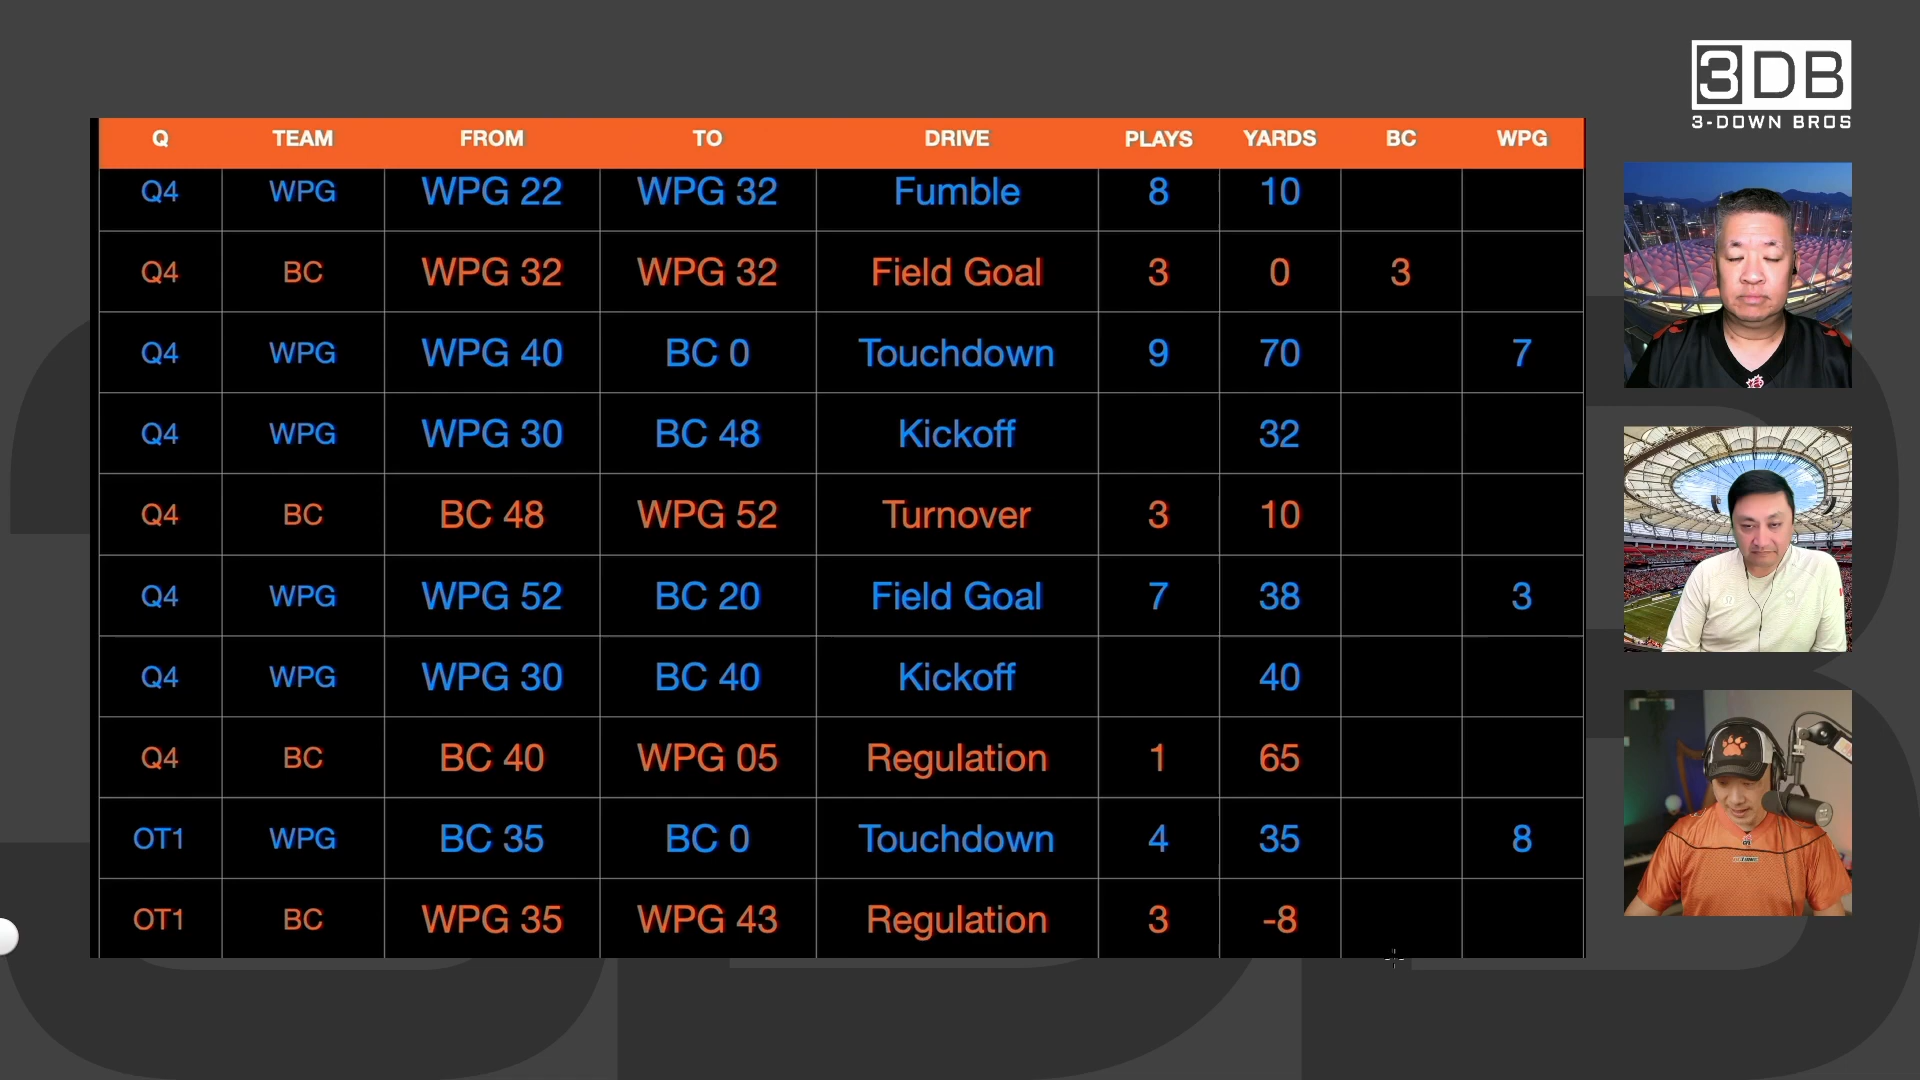 3DB
3-DOWN BROS
Q TEAM FROM TO DRIVE PLAYS YARDS BC WPG
Q4 WPG WPG 22 WPG 32 Fumble 8 10
Q4 BC WPG 32 WPG 32 Field Goal 3 0 3
Q4 WPG WPG 40 BC 0 Touchdown 9 70 7
Q4 WPG WPG 30 BC 48 Kickoff 32
Q4 BC BC 48 WPG 52 Turnover 3 10
Q4 WPG WPG 52 BC 20 Field Goal 7 38 3
Q4 WPG WPG 30 BC 40 Kickoff 40
Q4 BC BC 40 WPG 05 Regulation 1 65
OT1 WPG BC 35 BC 0 Touchdown 4 35 8
OT1 BC WPG 35 WPG 43 Regulation 3 -8